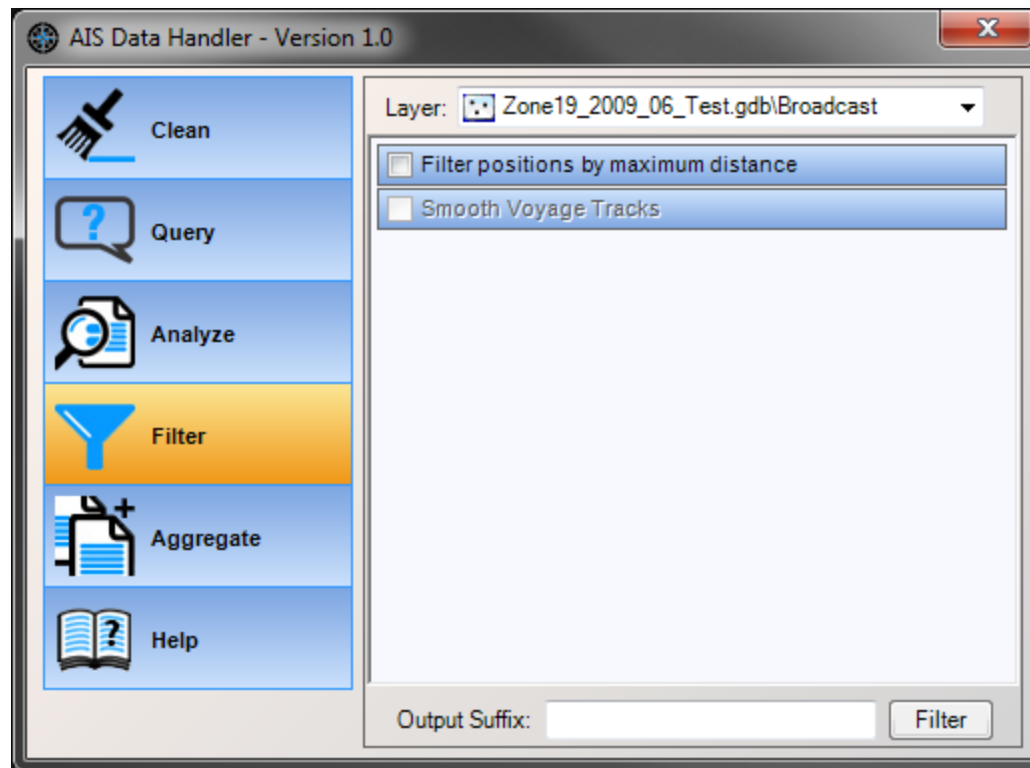 AIS Data Handler - Version 1.0
Clean
Query
Analyze
Filter
Aggregate
Help
Layer: Zone19_2009_06_Test.gdb\Broadcast
Filter positions by maximum distance
Smooth Voyage Tracks
Output Suffix: Filter